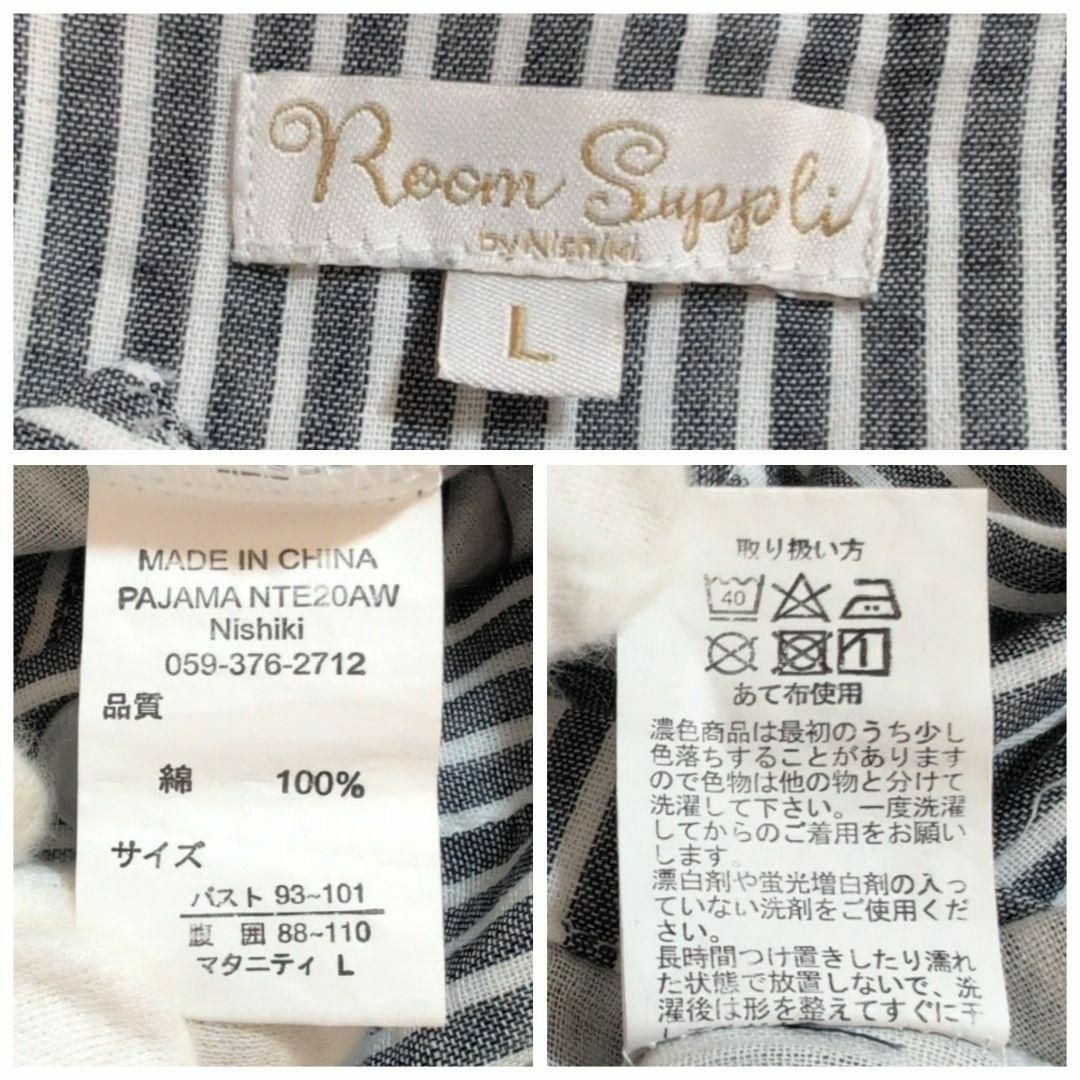 Room Suppli
by Nishiki
L
MADE IN CHINA
PAJAMA NTE20AW
Nishiki
059-376-2712
品質
綿 100%
サイズ
バスト 93~101
腹 囲 88~110
マタニティ L
取り扱い方
40
あて布使用
濃色商品は最初のうち少し
色落ちすることがあります
ので色物は他の物と分けて
洗濯して下さい。一度洗濯
してからのご着用をお願い
します。
漂白剤や蛍光増白剤の入っ
ていない洗剤をご使用くだ
さい。
長時間つけ置きしたり濡れ
た状態で放置しないで、洗
濯後は形を整えてすぐに干